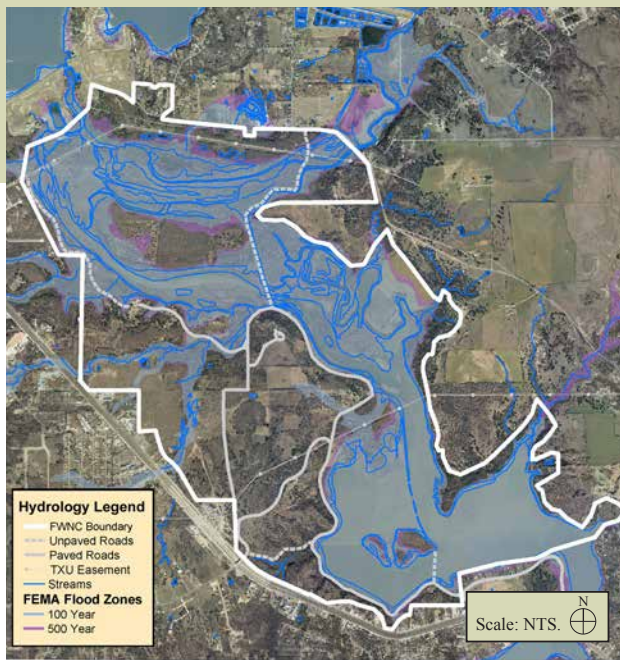 Hydrology Legend
FWNC Boundary
Unpaved Roads
Paved Roads
TXU Easement
Streams
FEMA Flood Zones
100 Year
500 Year
N
Scale: NTS.